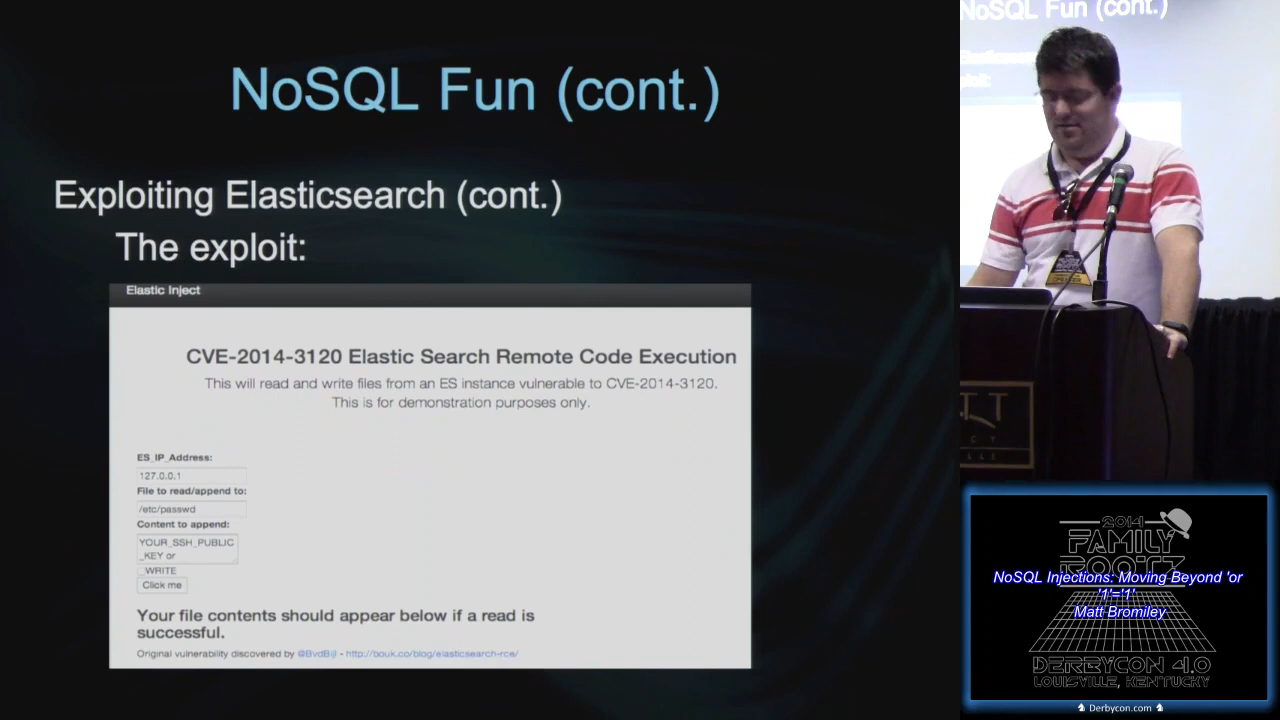 NoSQL Fun (cont.)
Exploiting Elasticsearch (cont.)
The exploit:
Elastic Inject
CVE-2014-3120 Elastic Search Remote Code Execution
This will read and write files from an ES instance vulnerable to CVE-2014-3120.
This is for demonstration purposes only.
ES_IP_Address:
127.0.0.1
File to read/append to:
/etc/passwd
Content to append:
YOUR_SSH_PUBLIC
_KEY or
_WRITE
Click me
Your file contents should appear below if a read is
successful.
Original vulnerability discovered by @BvdBijl - http://bouk.co/blog/elasticsearch-rce/
NoSQL Fun (cont.)
2014
FAMILY
ROOTZ
NoSQL Injections: Moving Beyond 'or
'1'='1'
Matt Bromiley
DERBYCON 4.0
LOUISVILLE, KENTUCKY
Derbycon.com